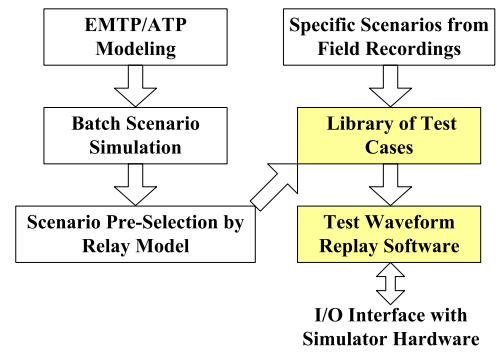 EMTP/ATP
Modeling
Specific Scenarios from
Field Recordings
Batch Scenario
Simulation
Library of Test
Cases
Scenario Pre-Selection by
Relay Model
Test Waveform
Replay Software
I/O Interface with
Simulator Hardware